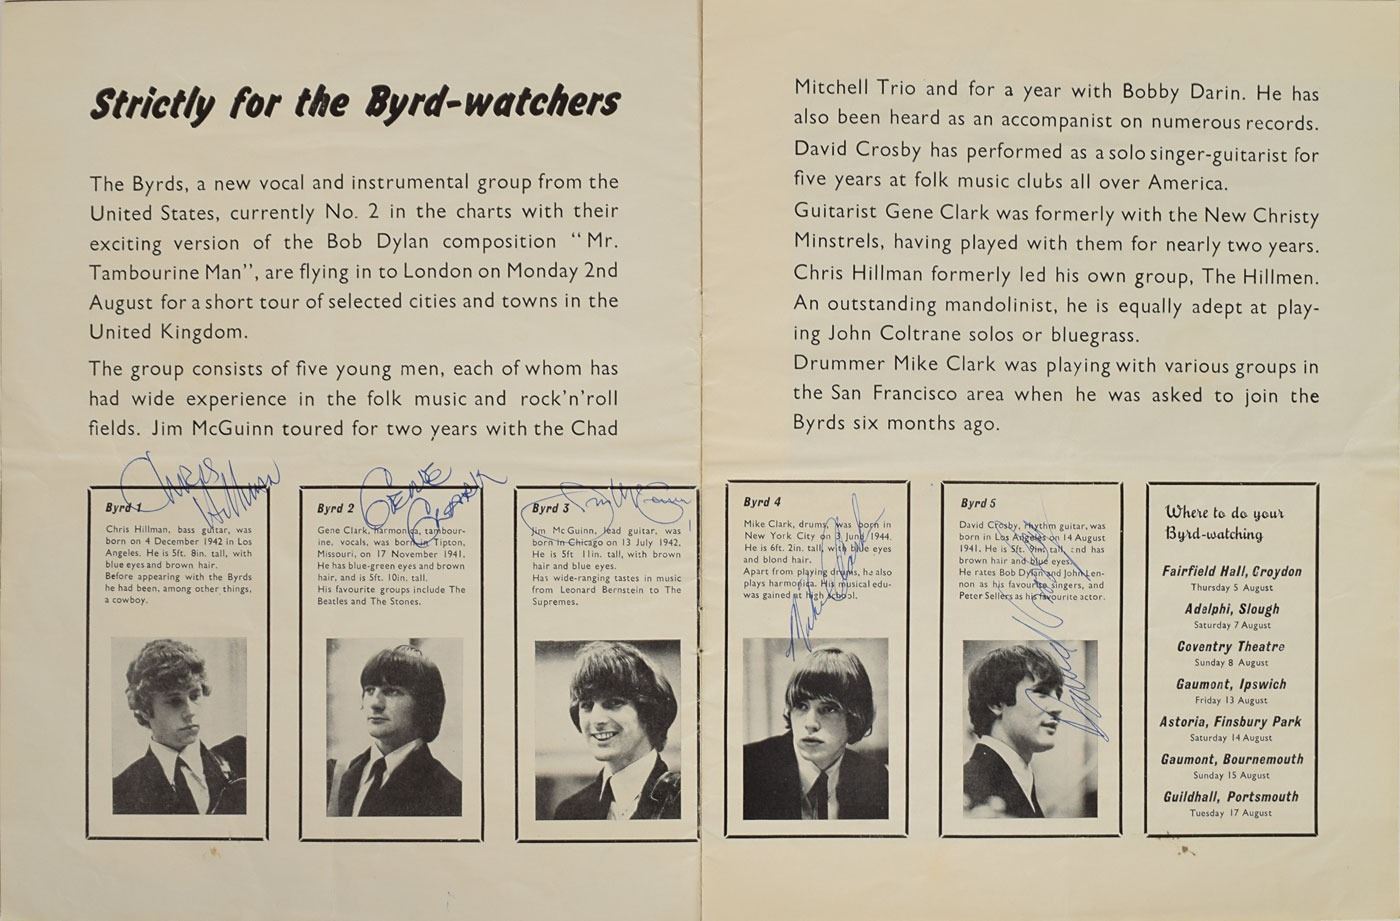 Strictly for the Byrd-watchers
The Byrds, a new vocal and instrumental group from the
United States, currently No. 2 in the charts with their
exciting version of the Bob Dylan composition "Mr.
Tambourine Man", are flying in to London on Monday 2nd
August for a short tour of selected cities and towns in the
United Kingdom.
The group consists of five young men, each of whom has
had wide experience in the folk music and rock'n'roll
fields. Jim McGuinn toured for two years with the Chad
Mitchell Trio and for a year with Bobby Darin. He has
also been heard as an accompanist on numerous records.
David Crosby has performed as a solo singer-guitarist for
five years at folk music clubs all over America.
Guitarist Gene Clark was formerly with the New Christy
Minstrels, having played with them for nearly two years.
Chris Hillman formerly led his own group, The Hillmen.
An outstanding mandolinist, he is equally adept at play-
ing John Coltrane solos or bluegrass.
Drummer Mike Clark was playing with various groups in
the San Francisco area when he was asked to join the
Byrds six months ago.
Chris
Hillman
Byrd 1
Chris Hillman, bass guitar, was
born on 4 December 1942 in Los
Angeles. He is 5ft. 8in. tall, with
blue eyes and brown hair.
Before appearing with the Byrds
he had been, among other things,
a cowboy.
Gene
Clark
Byrd 2
Gene Clark, harmonica, tambour-
ine, vocals, was born in Tipton,
Missouri, on 17 November 1941.
He has blue-green eyes and brown
hair, and is 5ft. 10in. tall.
His favourite groups include The
Beatles and The Stones.
Jim McGuinn
Byrd 3
Jim McGuinn, lead guitar, was
born in Chicago on 13 July 1942.
He is 5ft 11in. tall, with brown
hair and blue eyes.
Has wide-ranging tastes in music
from Leonard Bernstein to The
Supremes.
Byrd 4
Mike Clark, drums, was born in
New York City on 3 June 1944.
He is 6ft. 2in. tall, with blue eyes
and blond hair.
Apart from playing drums, he also
plays harmonica. His musical edu-
was gained at high school.
Michael Clarke
Byrd 5
David Crosby, rhythm guitar, was
born in Los Angeles on 14 August
1941. He is 5ft. 9in. tall, and has
brown hair and blue eyes.
He rates Bob Dylan and John Len-
non as his favourite singers, and
Peter Sellers as his favourite actor.
David Crosby
Where to do your
Byrd-watching
Fairfield Hall, Croydon
Thursday 5 August
Adelphi, Slough
Saturday 7 August
Coventry Theatre
Sunday 8 August
Gaumont, Ipswich
Friday 13 August
Astoria, Finsbury Park
Saturday 14 August
Gaumont, Bournemouth
Sunday 15 August
Guildhall, Portsmouth
Tuesday 17 August